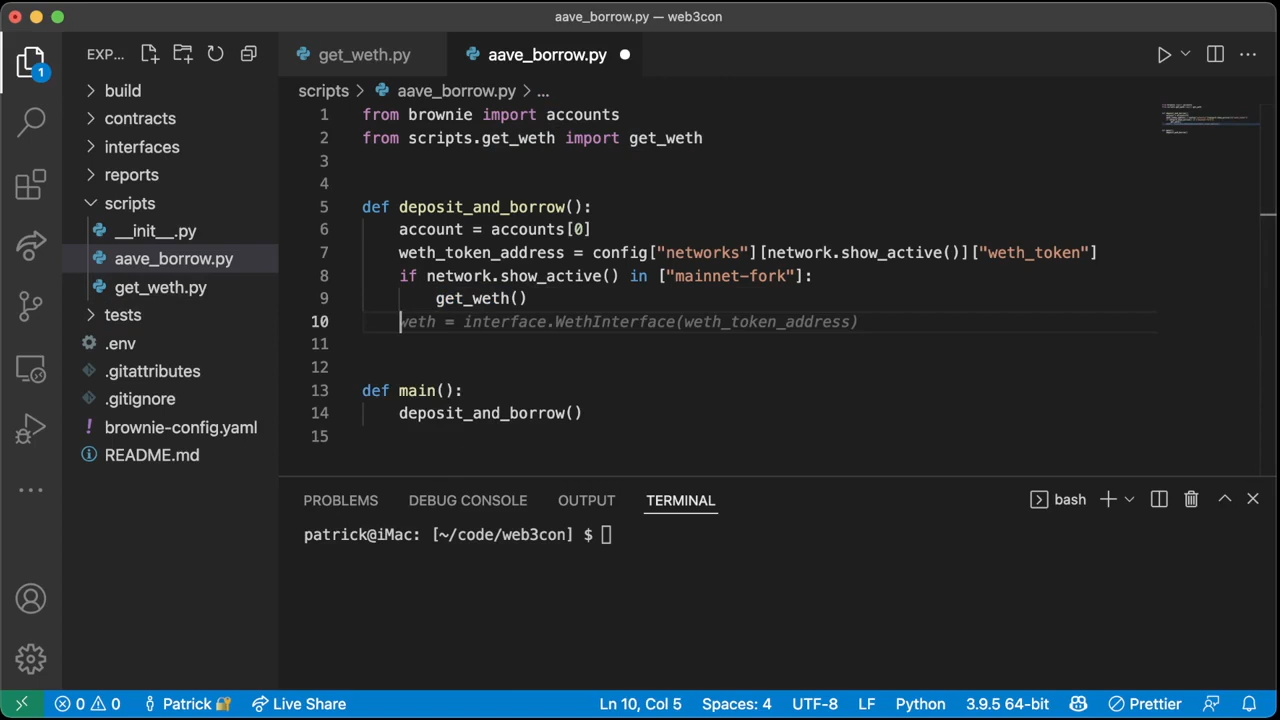 aave_borrow.py — web3con
EXP...
get_weth.py
aave_borrow.py
1
scripts > aave_borrow.py > ...
build
contracts
interfaces
reports
scripts
__init__.py
aave_borrow.py
get_weth.py
tests
.env
.gitattributes
.gitignore
brownie-config.yaml
README.md
1 from brownie import accounts
2 from scripts.get_weth import get_weth
3
4
5 def deposit_and_borrow():
6 account = accounts[0]
7 weth_token_address = config["networks"][network.show_active()]["weth_token"]
8 if network.show_active() in ["mainnet-fork"]:
9 get_weth()
10 weth = interface.WethInterface(weth_token_address)
11
12
13 def main():
14 deposit_and_borrow()
15
PROBLEMS DEBUG CONSOLE OUTPUT TERMINAL bash
patrick@iMac: [~/code/web3con] $
0 0 Patrick Live Share Ln 10, Col 5 Spaces: 4 UTF-8 LF Python 3.9.5 64-bit Prettier